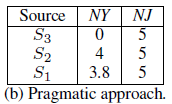 Source NY NJ
S3 0 5
S2 4 5
S1 3.8 5
(b) Pragmatic approach.